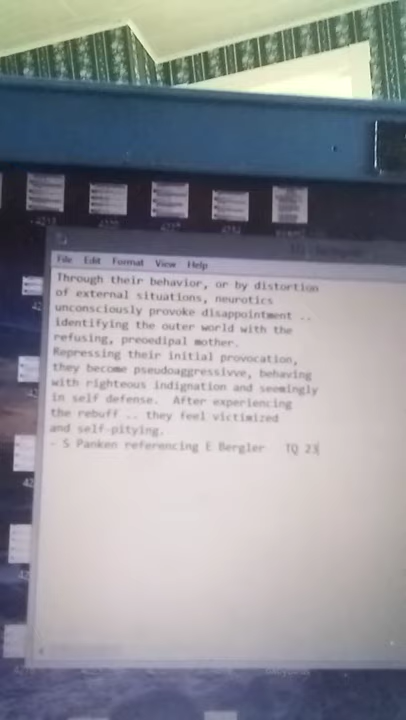 File Edit Format View Help
Through their behavior, or by distortion
of external situations, neurotics
unconsciously provoke disappointment ..
identifying the outer world with the
refusing, preoedipal mother.
Repressing their initial provocation,
they become pseudoaggressivve, behaving
with righteous indignation and seemingly
in self defense. After experiencing
the rebuff .. they feel victimized
and self-pitying.
- S Panken referencing E Bergler TQ 23